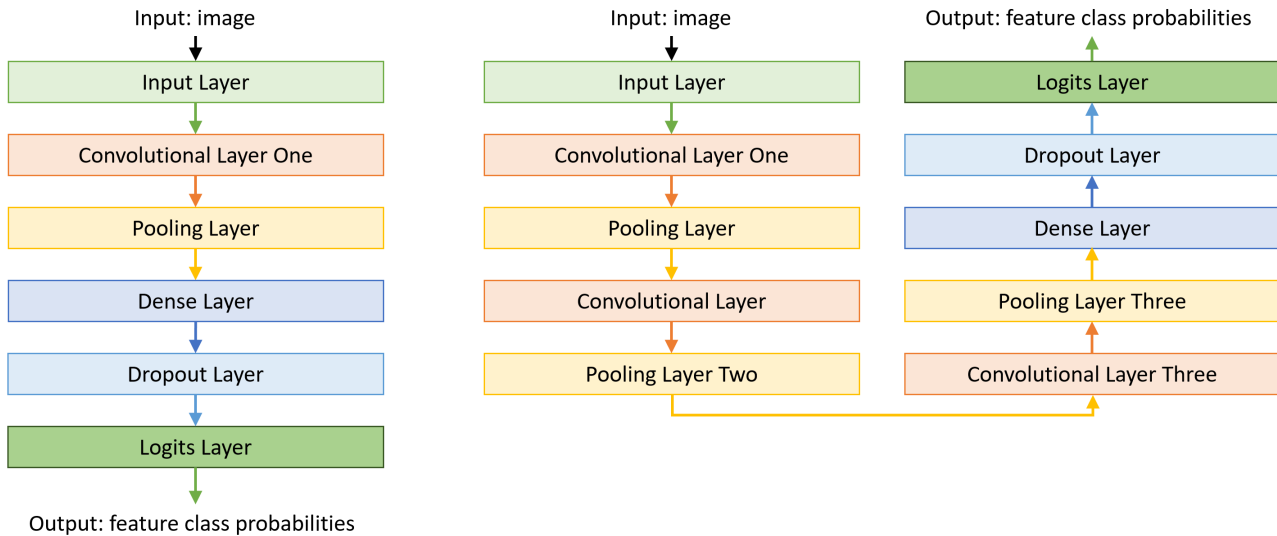 Input: image
Input Layer
Convolutional Layer One
Pooling Layer
Dense Layer
Dropout Layer
Logits Layer
Output: feature class probabilities
Input: image
Input Layer
Convolutional Layer One
Pooling Layer
Convolutional Layer
Pooling Layer Two
Convolutional Layer Three
Pooling Layer Three
Dense Layer
Dropout Layer
Logits Layer
Output: feature class probabilities